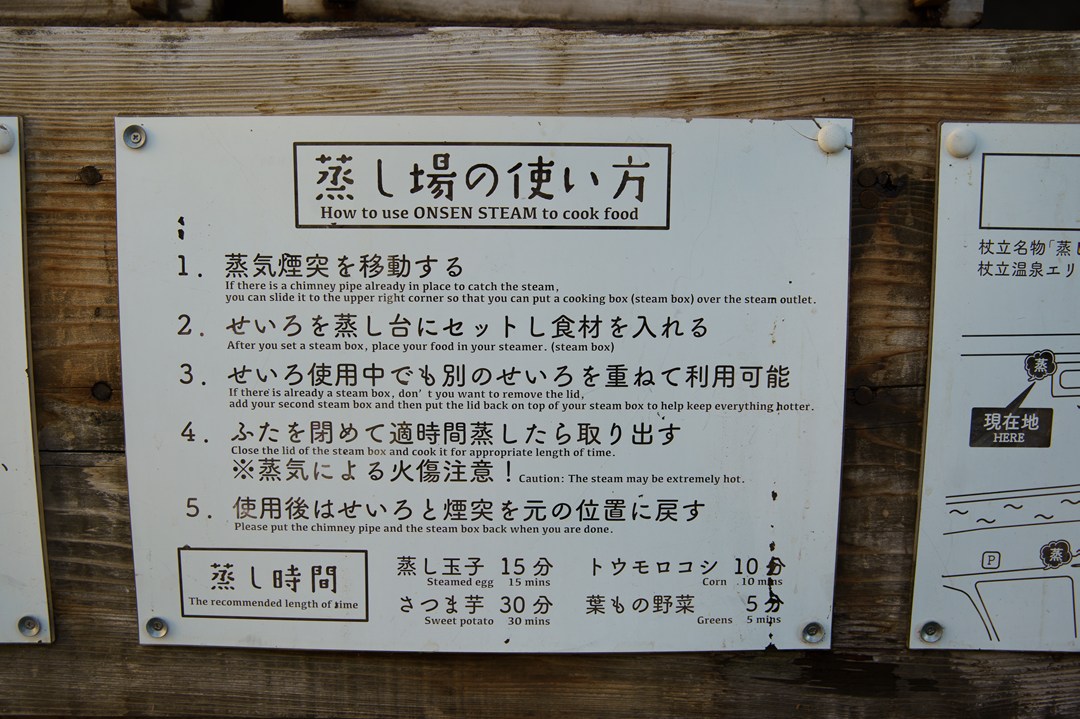 蒸し場の使い方
How to use ONSEN STEAM to cook food
1. 蒸気煙突を移動する
If there is a chimney pipe already in place to catch the steam,
you can slide it to the upper right corner so that you can put a cooking box (steam box) over the steam outlet.
2. せいろを蒸し台にセットし食材を入れる
After you set a steam box, place your food in your steamer. (steam box)
3. せいろ使用中でも別のせいろを重ねて利用可能
If there is already a steam box, don't you want to remove the lid,
add your second steam box and then put the lid back on top of your steam box to help keep everything hotter.
4. ふたを閉めて適時間蒸したら取り出す
Close the lid of the steam box and cook it for appropriate length of time.
※蒸気による火傷注意！ Caution: The steam may be extremely hot.
5. 使用後はせいろと煙突を元の位置に戻す
Please put the chimney pipe and the steam box back when you are done.
蒸し時間
The recommended length of time
蒸し玉子 15分 トウモロコシ 10分
Steamed egg 15 mins Corn 10 mins
さつま芋 30分 葉もの野菜 5分
Sweet potato 30 mins Greens 5 mins
杖立名物「蒸し
杖立温泉エリ
蒸
現在地
HERE
P
蒸